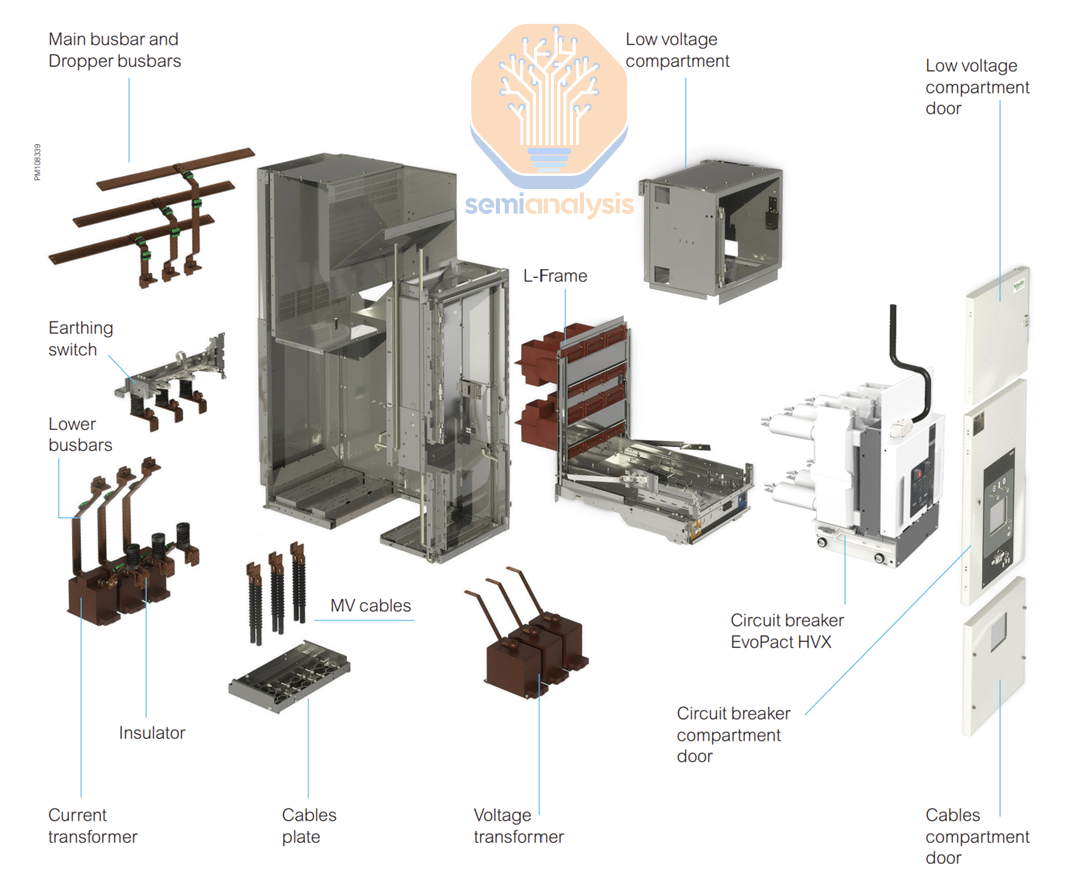 Main busbar and
Dropper busbars
Low voltage
compartment
Low voltage
compartment
door
PM108339
semianalysis
L-Frame
Earthing
switch
Lower
busbars
MV cables
Circuit breaker
EvoPact HVX
Circuit breaker
compartment
door
Insulator
Current
transformer
Cables
plate
Voltage
transformer
Cables
compartment
door